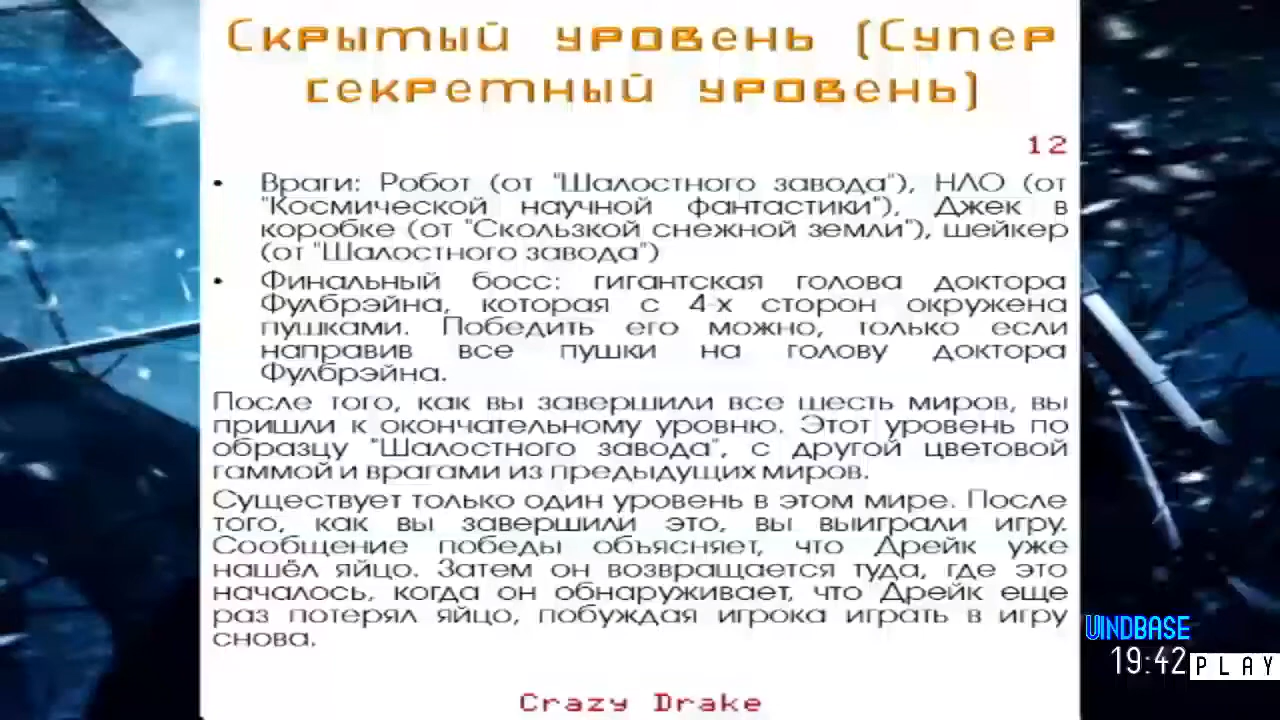 Скрытый уровень (Супер
секретный уровень)
12
• Враги: Робот (от "Шалостного завода"), НЛО (от
"Космической научной фантастики"), Джек в
коробке (от "Скользкой снежной земли"), шейкер
(от "Шалостного завода")
• Финальный босс: гигантская голова доктора
Фулбрэйна, которая с 4-х сторон окружена
пушками. Победить его можно, только если
направив все пушки на голову доктора
Фулбрэйна.
После того, как вы завершили все шесть миров, вы
пришли к окончательному уровню. Этот уровень по
образцу "Шалостного завода", с другой цветовой
гаммой и врагами из предыдущих миров.
Существует только один уровень в этом мире. После
того, как вы завершили это, вы выиграли игру.
Сообщение победы объясняет, что Дрейк уже
нашёл яйцо. Затем он возвращается туда, где это
началось, когда он обнаруживает, что Дрейк еще
раз потерял яйцо, побуждая игрока играть в игру
снова.
UINDBASE
19:42 PLAY
Crazy Drake